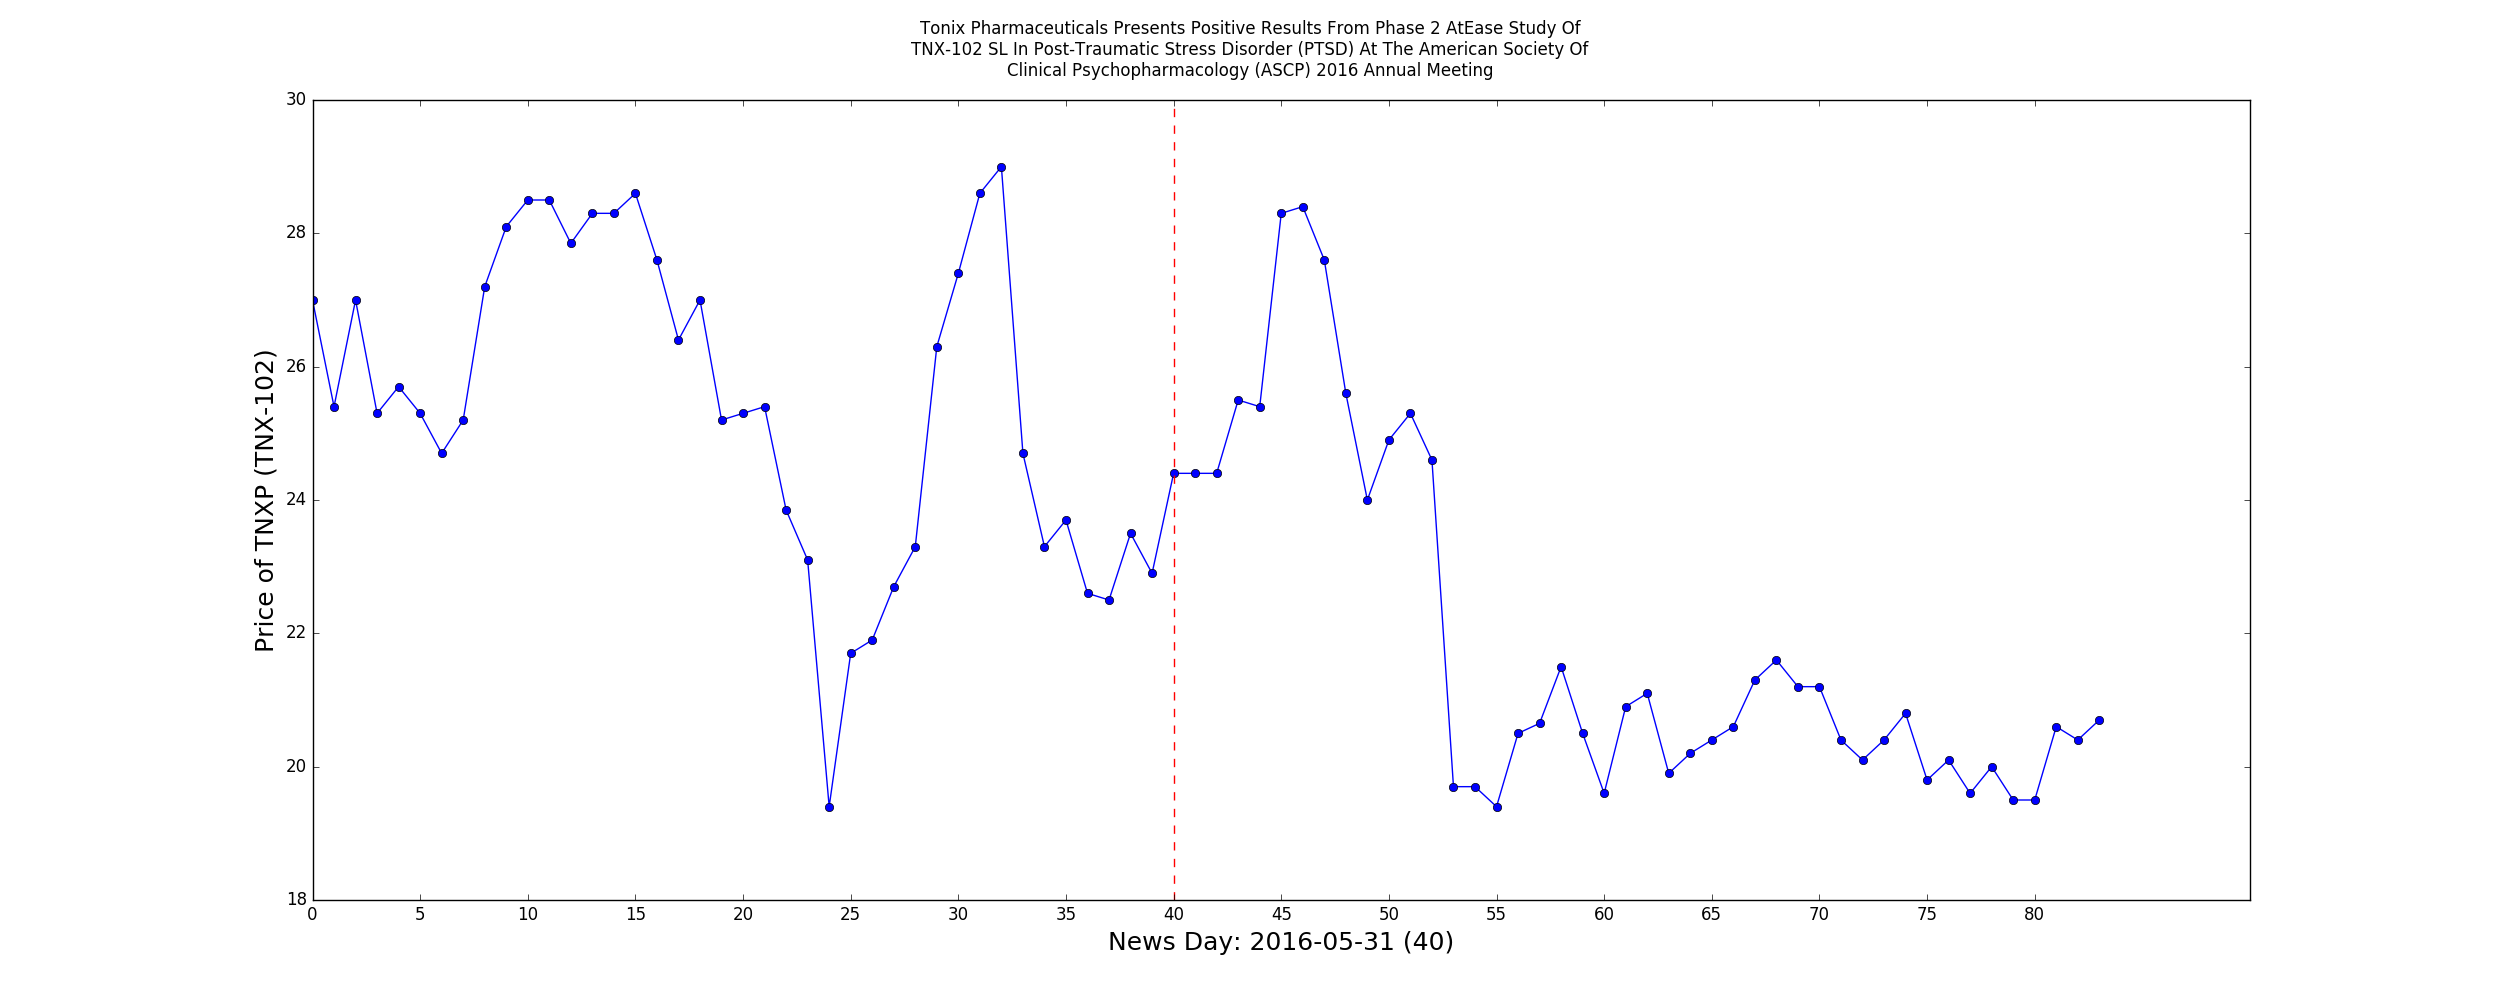 Tonix Pharmaceuticals Presents Positive Results From Phase 2 AtEase Study Of
TNX-102 SL In Post-Traumatic Stress Disorder (PTSD) At The American Society Of
Clinical Psychopharmacology (ASCP) 2016 Annual Meeting
30
28
26
24
22
20
18
Price of TNXP (TNX-102)
0 5 10 15 20 25 30 35 40 45 50 55 60 65 70 75 80
News Day: 2016-05-31 (40)